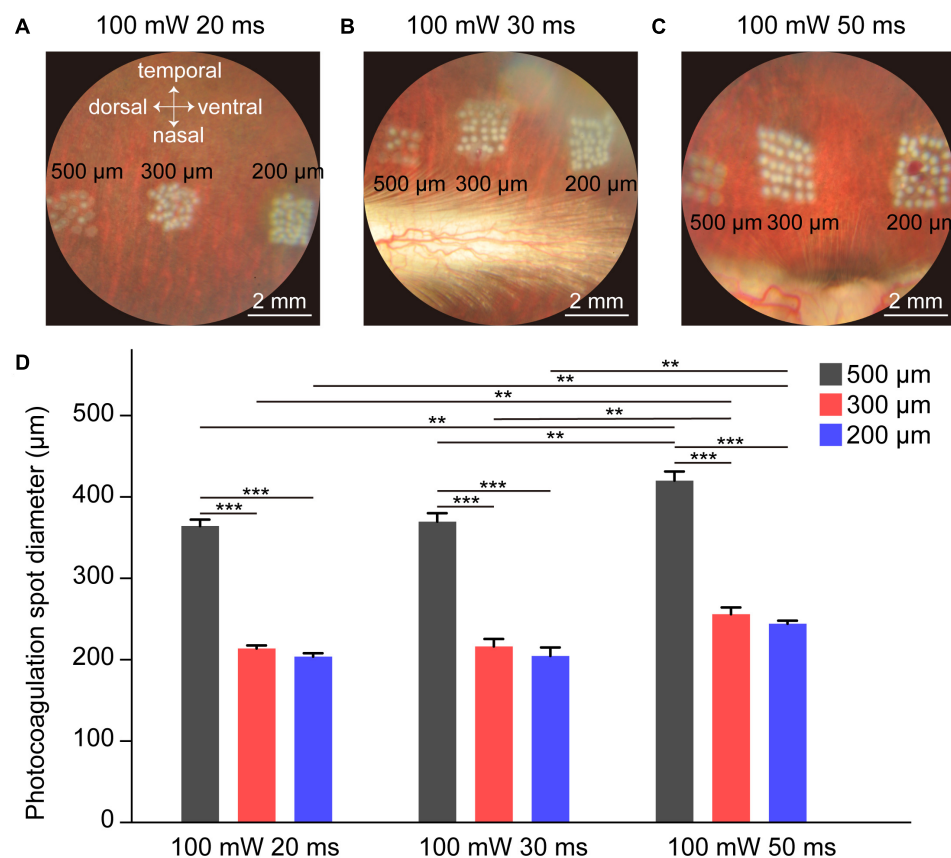 A 100 mW 20 ms
temporal
dorsal ventral
nasal
500 µm 300 µm 200 µm
2 mm
B 100 mW 30 ms
500 µm 300 µm 200 µm
2 mm
C 100 mW 50 ms
500 µm 300 µm 200 µm
2 mm
D
Photocoagulation spot diameter (µm)
500
400
300
200
100
0
**
**
**
** **
**
***
***
***
***
***
***
500 µm
300 µm
200 µm
100 mW 20 ms 100 mW 30 ms 100 mW 50 ms